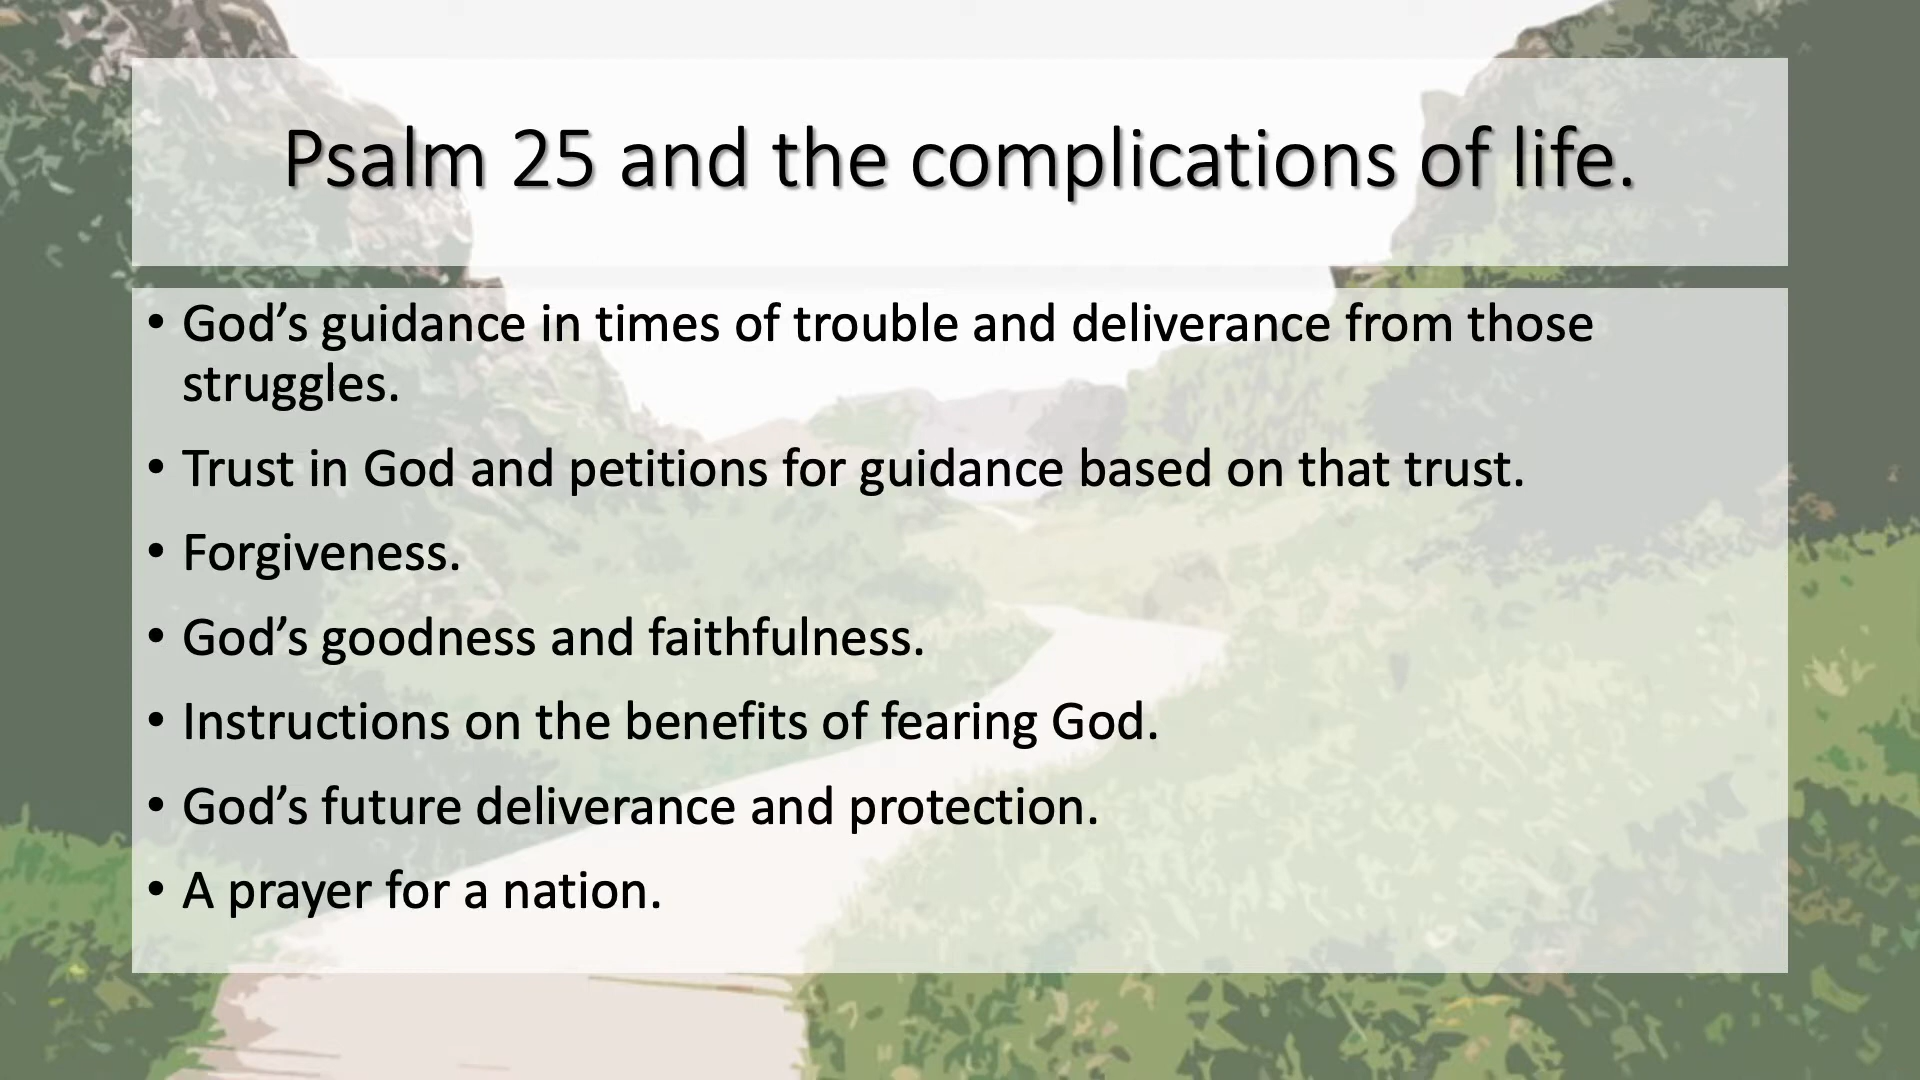 Psalm 25 and the complications of life.
• God’s guidance in times of trouble and deliverance from those
struggles.
• Trust in God and petitions for guidance based on that trust.
• Forgiveness.
• God’s goodness and faithfulness.
• Instructions on the benefits of fearing God.
• God’s future deliverance and protection.
• A prayer for a nation.